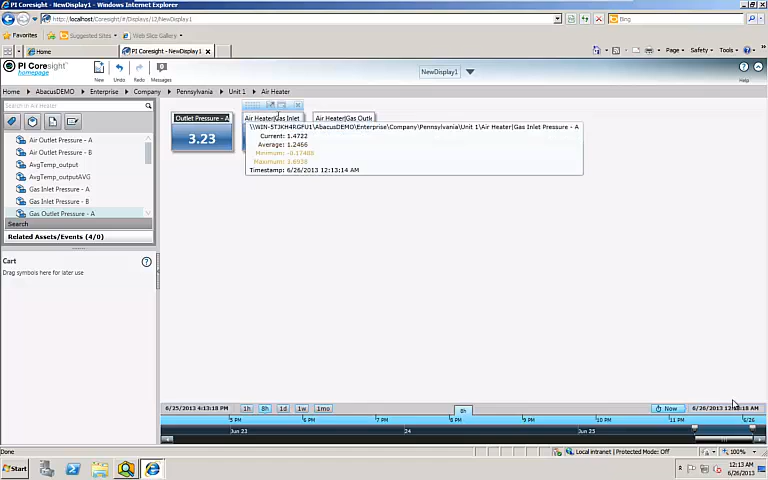 PI Coresight - NewDisplay1 - Windows Internet Explorer
http://localhost/Coresight/#/Displays/12/NewDisplay1
Bing
Favorites Suggested Sites Web Slice Gallery
Home PI Coresight - NewDisplay1 Page Safety Tools
PI Coresight
homepage
New Undo Messages
NewDisplay1
Help
Home AbacusDEMO Enterprise Company Pennsylvania Unit 1 Air Heater
Search in Air Heater
Air Outlet Pressure - A
Air Outlet Pressure - B
AvgTemp_output
AvgTemp_outputAVG
Gas Inlet Pressure - A
Gas Inlet Pressure - B
Gas Outlet Pressure - A
Search
Related Assets/Events (4/0)
Cart
Drag symbols here for later use
Outlet Pressure - A
3.23
Air Heater|Gas Inlet
Air Heater|Gas Outle
\\WIN-5TJKH4RGFU1\AbacusDEMO\Enterprise\Company\Pennsylvania\Unit 1\Air Heater|Gas Inlet Pressure - A
Current: 1.4722
Average: 1.2466
Maximum: 2.6938
Timestamp: 6/26/2013 12:13:14 AM
6/25/2013 4:13:18 PM 1h 8h 1d 1w 1mo 8h Now
5 PM 6 PM 7 PM 8 PM 9 PM 10 PM 11 PM 6/26
Jun 23 24 Jun 25
Done Local intranet | Protected Mode: Off 100%
Start
12:13 AM
6/26/2013